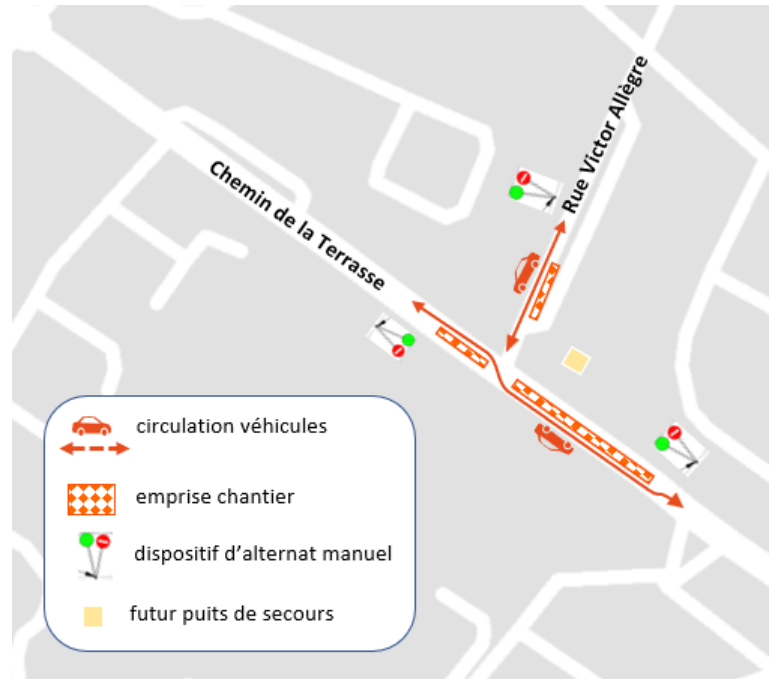 Rue Victor Allègre
Chemin de la Terrasse
circulation véhicules
emprise chantier
dispositif d'alternat manuel
futur puits de secours